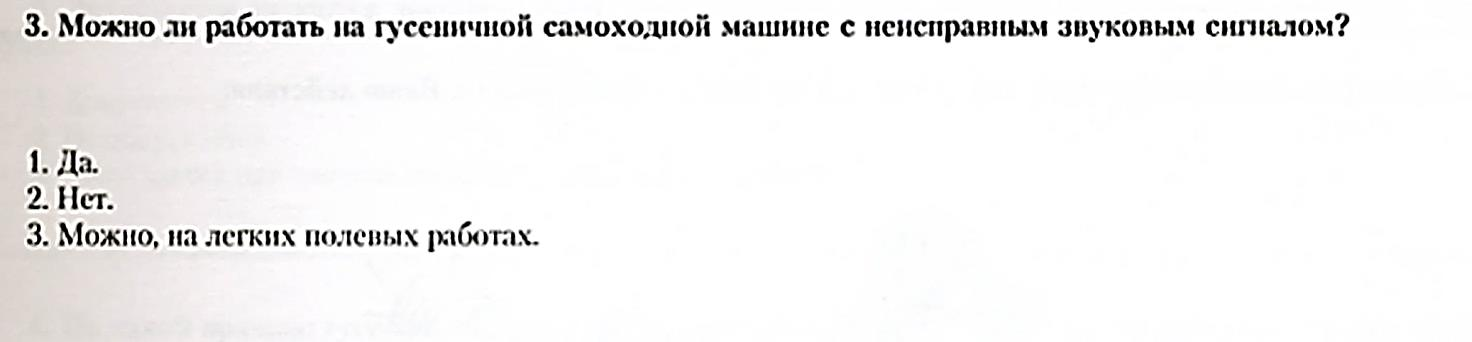 3. Можно ли работать на гусеничной самоходной машине с неисправным звуковым сигналом?
1. Да.
2. Нет.
3. Можно, на легких полевых работах.